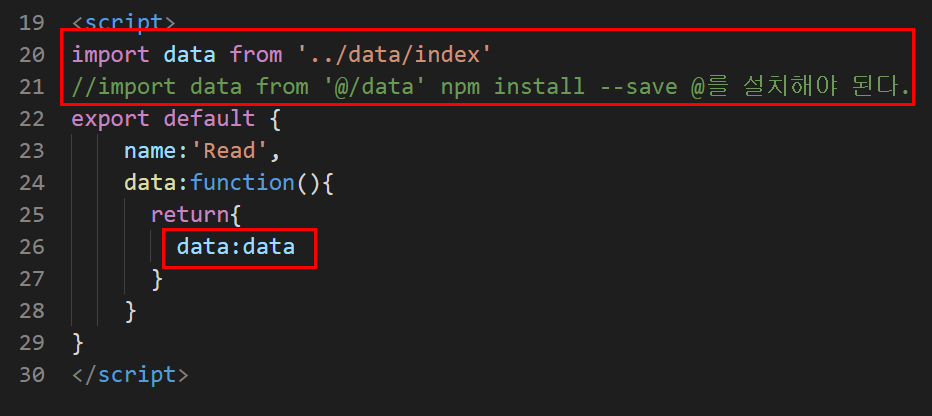 19 <script>
20 import data from '../data/index'
21 //import data from '@/data' npm install --save @를 설치해야 된다.
22 export default {
23 name:'Read',
24 data:function(){
25 return{
26 data:data
27 }
28 }
29 }
30 </script>